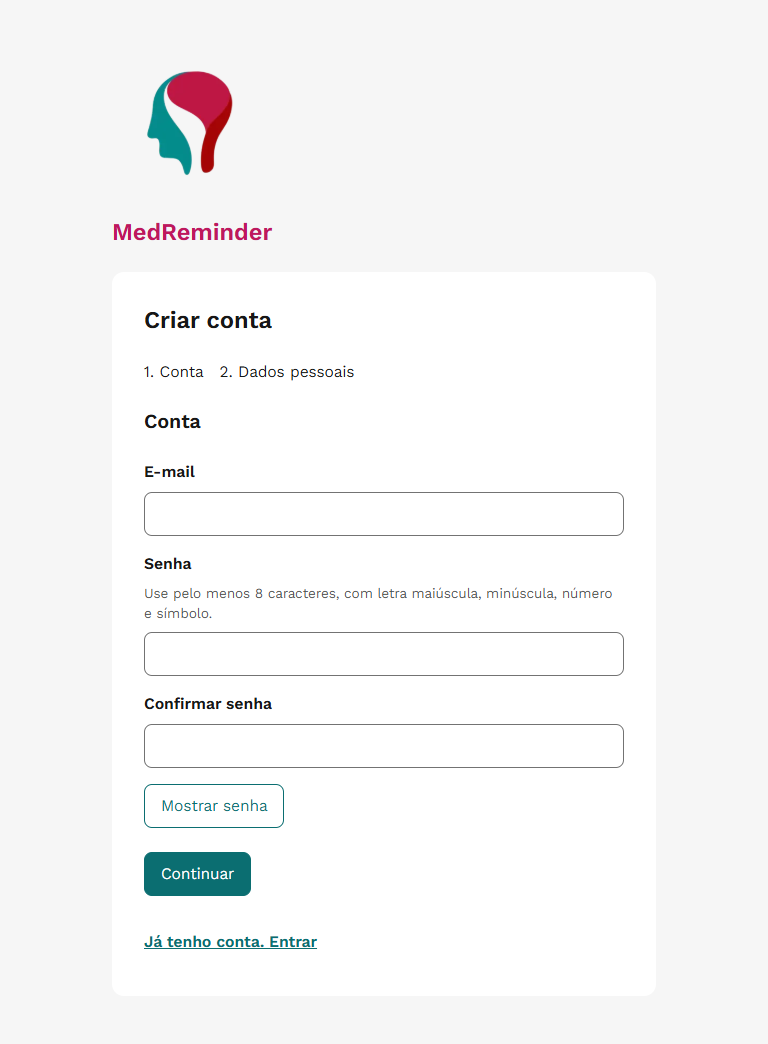 MedReminder
Criar conta
1. Conta 2. Dados pessoais
Conta
E-mail
Senha
Use pelo menos 8 caracteres, com letra maiúscula, minúscula, número
e símbolo.
Confirmar senha
Mostrar senha
Continuar
Já tenho conta. Entrar